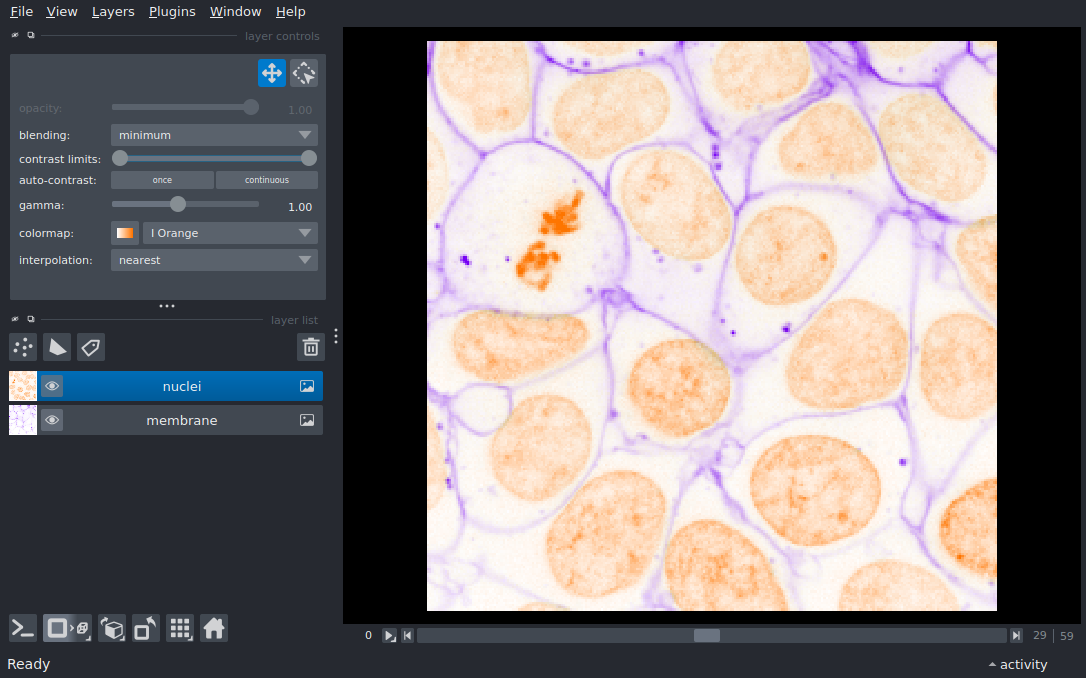 File View Layers Plugins Window Help
layer controls
opacity: 1.00
blending: minimum
contrast limits:
auto-contrast: once continuous
gamma: 1.00
colormap: I Orange
interpolation: nearest
layer list
nuclei
membrane
0 29 59
Ready activity